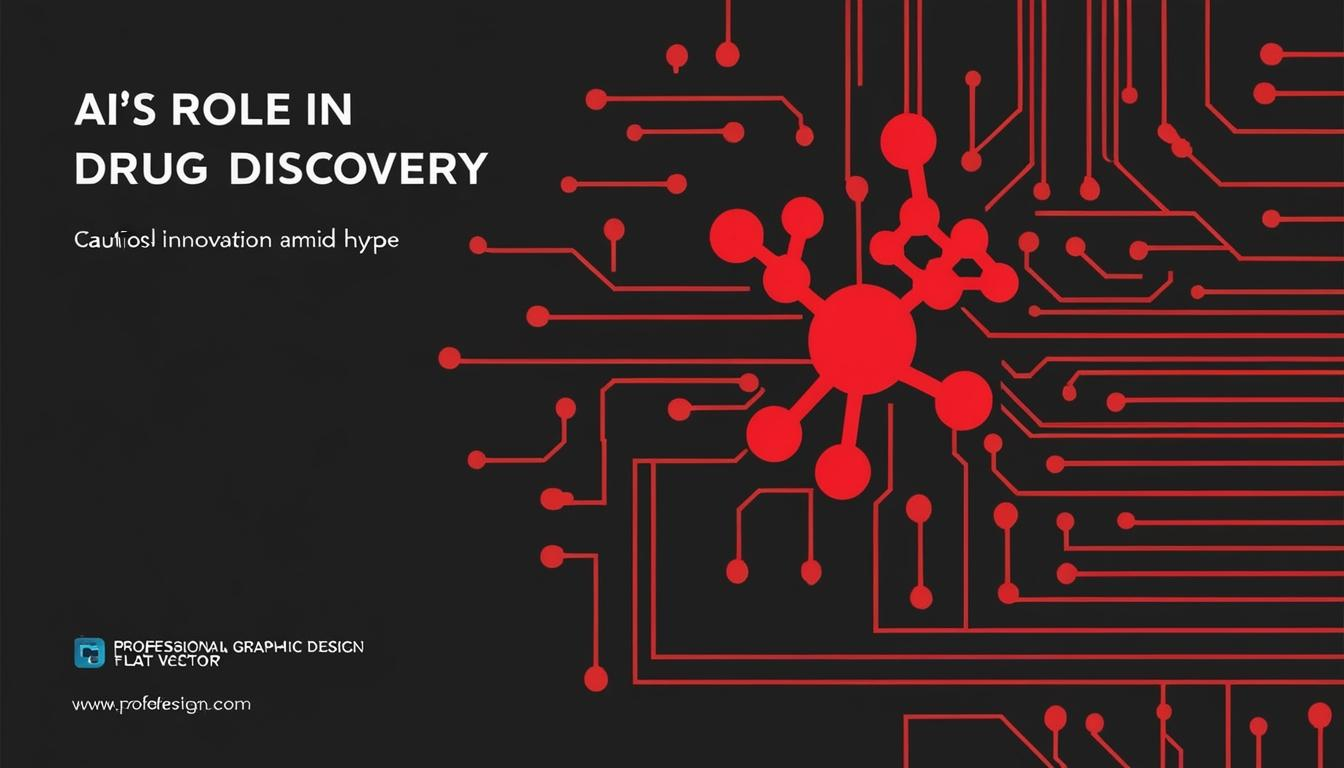 AI'S ROLE IN
DRUG DISCOVERY
innovation amid hype
PROFESSIONAL GRAPHIC DESIGN
FLAT VECTOR